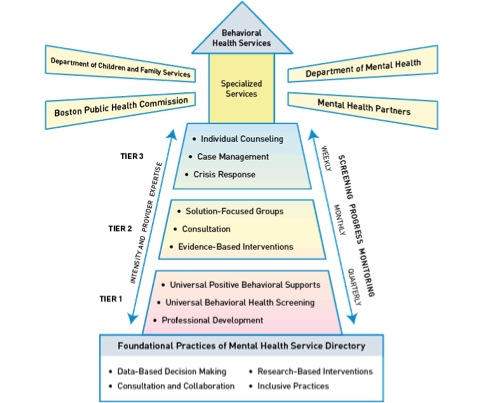 Behavioral
Health Services
Department of Children and Family Services
Department of Mental Health
Specialized
Services
Boston Public Health Commission
Mental Health Partners
TIER 3
• Individual Counseling
• Case Management
• Crisis Response
TIER 2
• Solution-Focused Groups
• Consultation
• Evidence-Based Interventions
TIER 1
• Universal Positive Behavioral Supports
• Universal Behavioral Health Screening
• Professional Development
INTENSITY AND PROVIDER EXPERTISE
WEEKLY
MONTHLY
QUARTERLY
SCREENING PROGRESS MONITORING
Foundational Practices of Mental Health Service Directory
• Data-Based Decision Making
• Consultation and Collaboration
• Research-Based Interventions
• Inclusive Practices